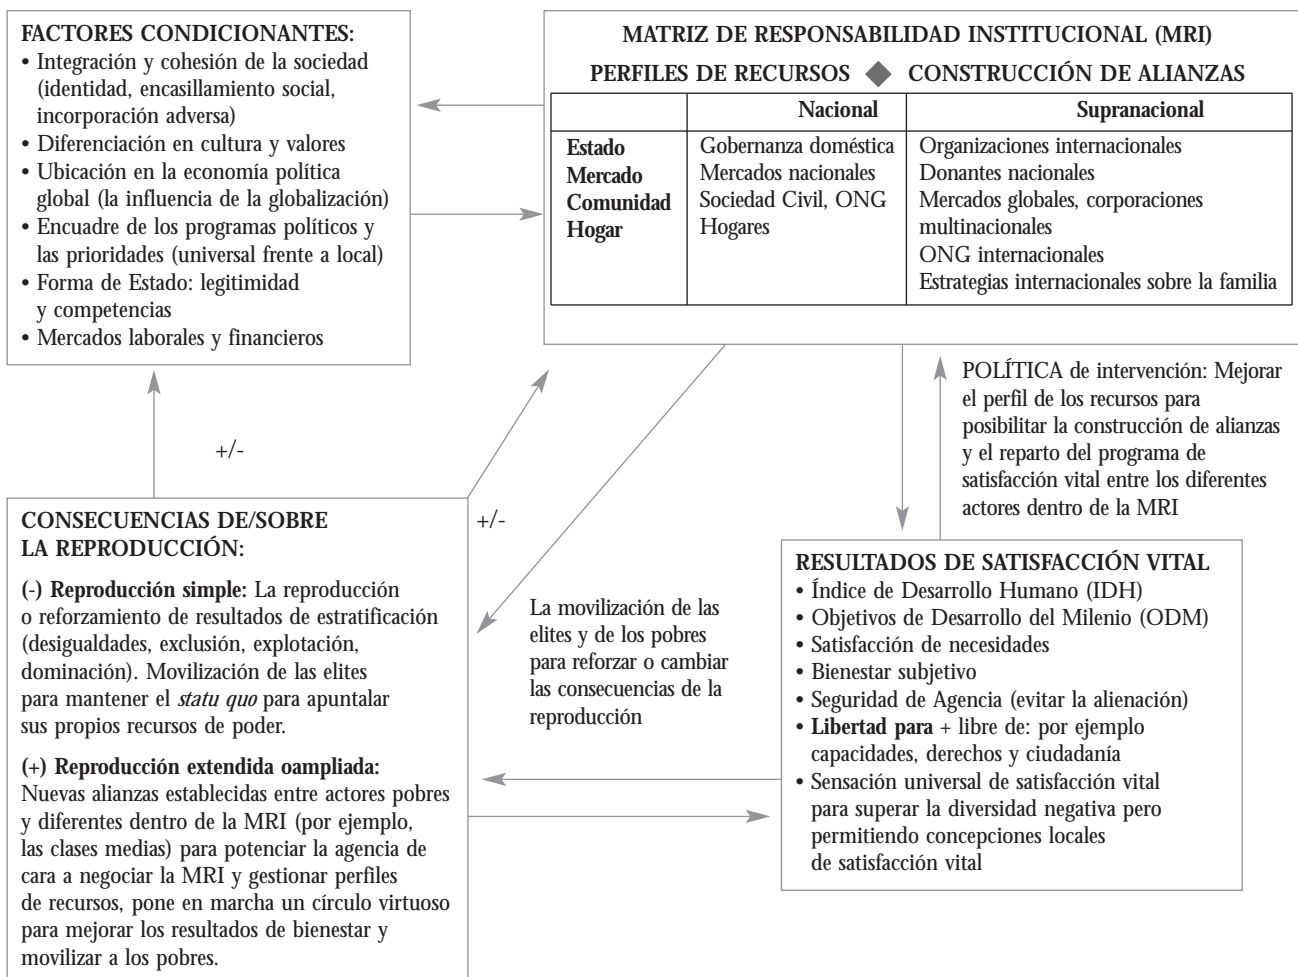 FACTORES CONDICIONANTES:
• Integración y cohesión de la sociedad
(identidad, encasillamiento social,
incorporación adversa)
• Diferenciación en cultura y valores
• Ubicación en la economía política
global (la influencia de la globalización)
• Encuadre de los programas políticos y
las prioridades (universal frente a local)
• Forma de Estado: legitimidad
y competencias
• Mercados laborales y financieros
MATRIZ DE RESPONSABILIDAD INSTITUCIONAL (MRI)
PERFILES DE RECURSOS ◆ CONSTRUCCIÓN DE ALIANZAS
Nacional Supranacional
Estado
Mercado
Comunidad
Hogar
Gobernanza doméstica
Mercados nacionales
Sociedad Civil, ONG
Hogares
Organizaciones internacionales
Donantes nacionales
Mercados globales, corporaciones
multinacionales
ONG internacionales
Estrategias internacionales sobre la familia
+/-
+/-
POLÍTICA de intervención: Mejorar
el perfil de los recursos para
posibilitar la construcción de alianzas
y el reparto del programa de
satisfacción vital entre los diferentes
actores dentro de la MRI
CONSECUENCIAS DE/SOBRE
LA REPRODUCCIÓN:
(-) Reproducción simple: La reproducción
o reforzamiento de resultados de estratificación
(desigualdades, exclusión, explotación,
dominación). Movilización de las elites
para mantener el statu quo para apuntalar
sus propios recursos de poder.
(+) Reproducción extendida oampliada:
Nuevas alianzas establecidas entre actores pobres
y diferentes dentro de la MRI (por ejemplo,
las clases medias) para potenciar la agencia de
cara a negociar la MRI y gestionar perfiles
de recursos, pone en marcha un círculo virtuoso
para mejorar los resultados de bienestar y
movilizar a los pobres.
La movilización de las
elites y de los pobres
para reforzar o cambiar
las consecuencias de la
reproducción
RESULTADOS DE SATISFACCIÓN VITAL
• Índice de Desarrollo Humano (IDH)
• Objetivos de Desarrollo del Milenio (ODM)
• Satisfacción de necesidades
• Bienestar subjetivo
• Seguridad de Agencia (evitar la alienación)
• Libertad para + libre de: por ejemplo
capacidades, derechos y ciudadanía
• Sensación universal de satisfacción vital
para superar la diversidad negativa pero
permitiendo concepciones locales
de satisfacción vital